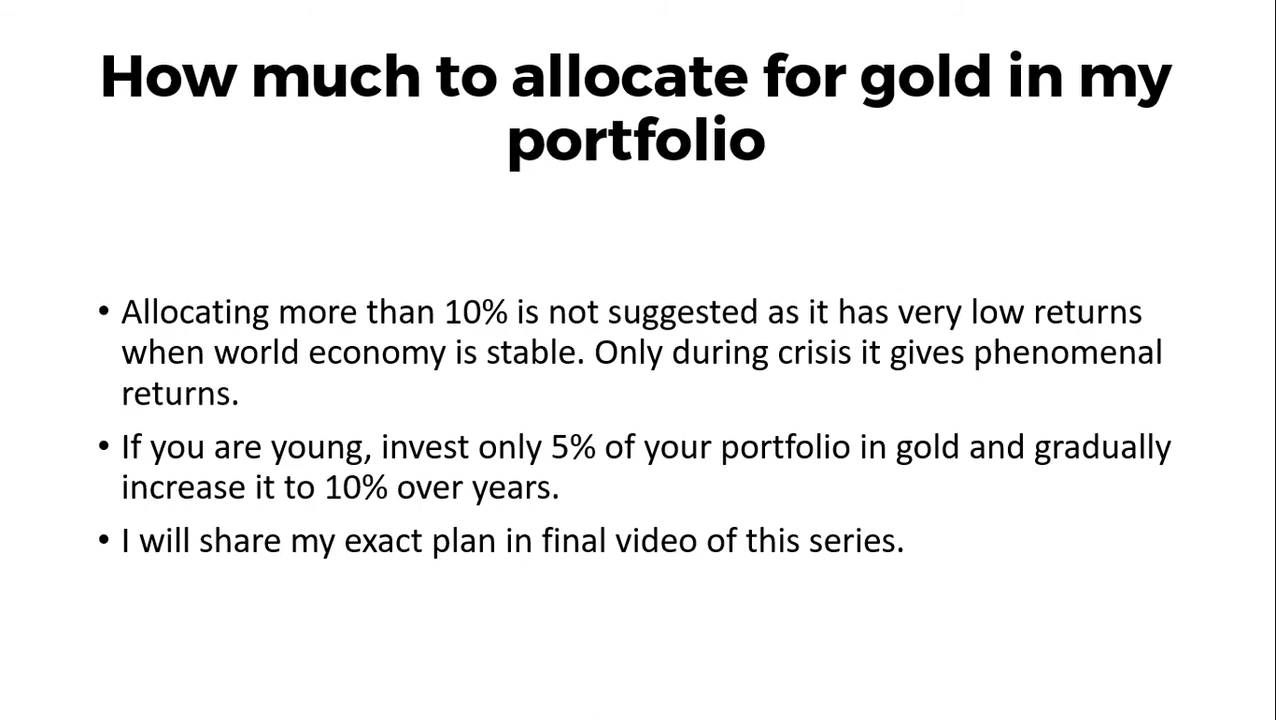 How much to allocate for gold in my
portfolio
• Allocating more than 10% is not suggested as it has very low returns
when world economy is stable. Only during crisis it gives phenomenal
returns.
• If you are young, invest only 5% of your portfolio in gold and gradually
increase it to 10% over years.
• I will share my exact plan in final video of this series.